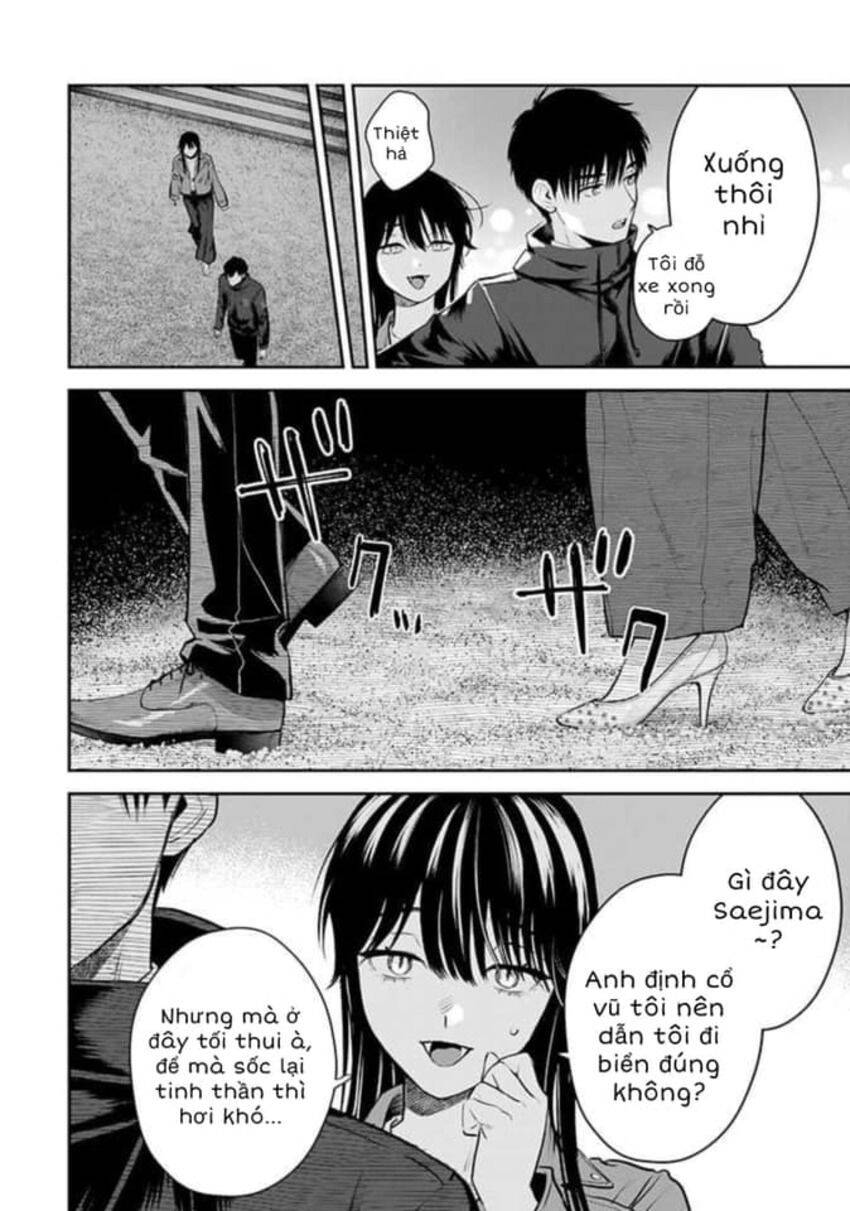 Xuống
thôi
nhỉ
Tôi đỗ
xe xong
rồi
Thiệt
hả
ザッ
ザク
ザク
Gì đây
Saejima
~?
Anh định cổ
vũ tôi nên
dẫn tôi đi
biển đúng
không?
Nhưng mà ở
đây tối thui à,
để mà sốc lại
tinh thần thì
hơi khó...